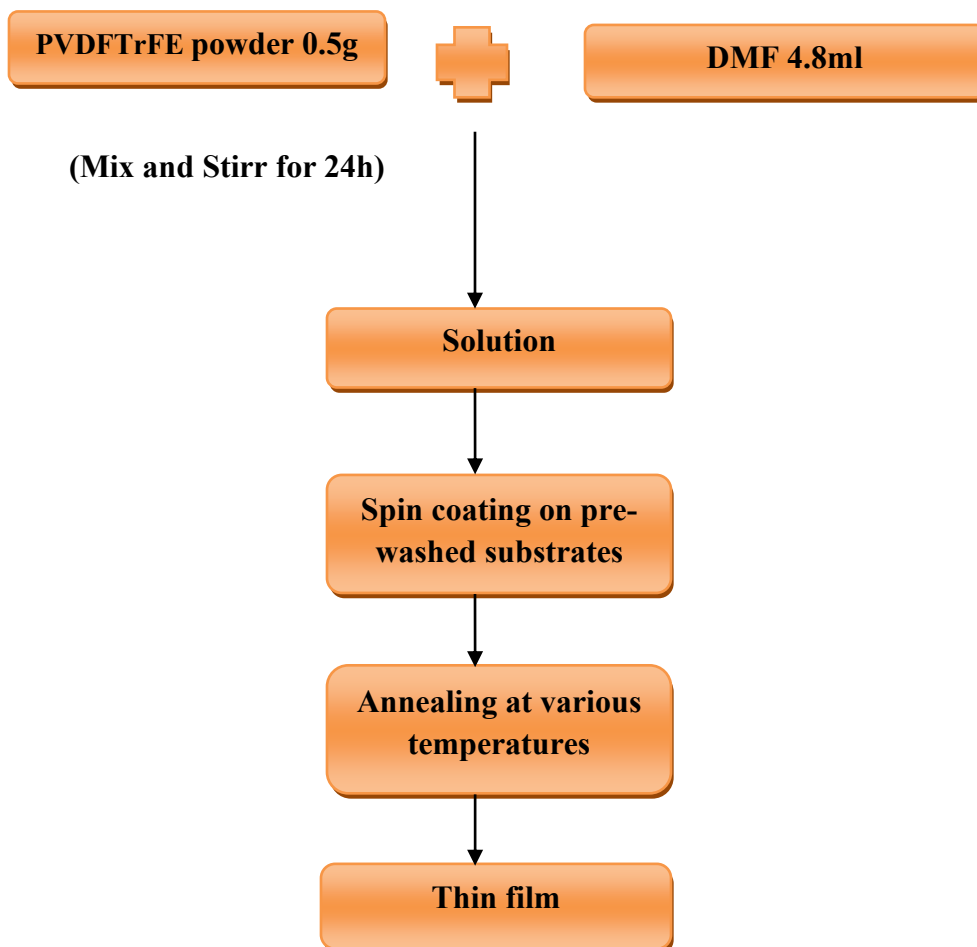 PVDFTrFE powder 0.5g
DMF 4.8ml
(Mix and Stirr for 24h)
Solution
Spin coating on pre-
washed substrates
Annealing at various
temperatures
Thin film